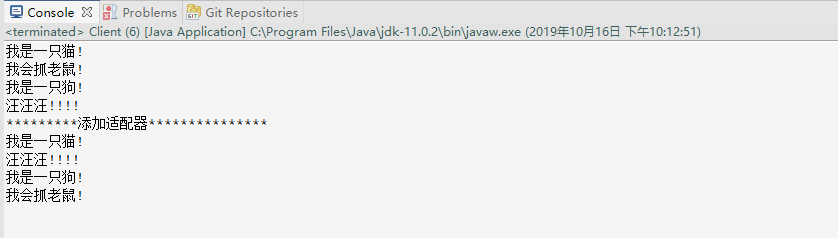 Console Problems Git Repositories
<terminated> Client (6) [Java Application] C:\Program Files\Java\jdk-11.0.2\bin\javaw.exe (2019年10月16日 下午10:12:51)
我是一只猫!
我会抓老鼠!
我是一只狗!
汪汪汪!!!!
*********添加适配器***************
我是一只猫!
汪汪汪!!!!
我是一只狗!
我会抓老鼠!